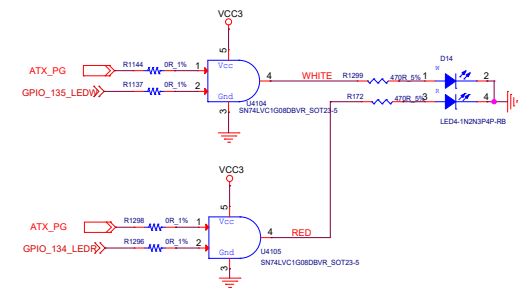 VCC3
D14
R1144 0R_1% 1 5 Vcc
ATX_PG
4 WHITE R1299 470R_5% 1 2
R1137 0R_1% 2
GPIO_135_LEDW
Gnd U4104 R172 470R_5% 3 4
3 SN74LVC1G08DBVR_SOT23-5
LED4-1N2N3P4P-RB
VCC3
5
R1298 0R_1% 1 Vcc
ATX_PG
4 RED
R1296 0R_1% 2
GPIO_134_LEDR
Gnd U4105
3 SN74LVC1G08DBVR_SOT23-5